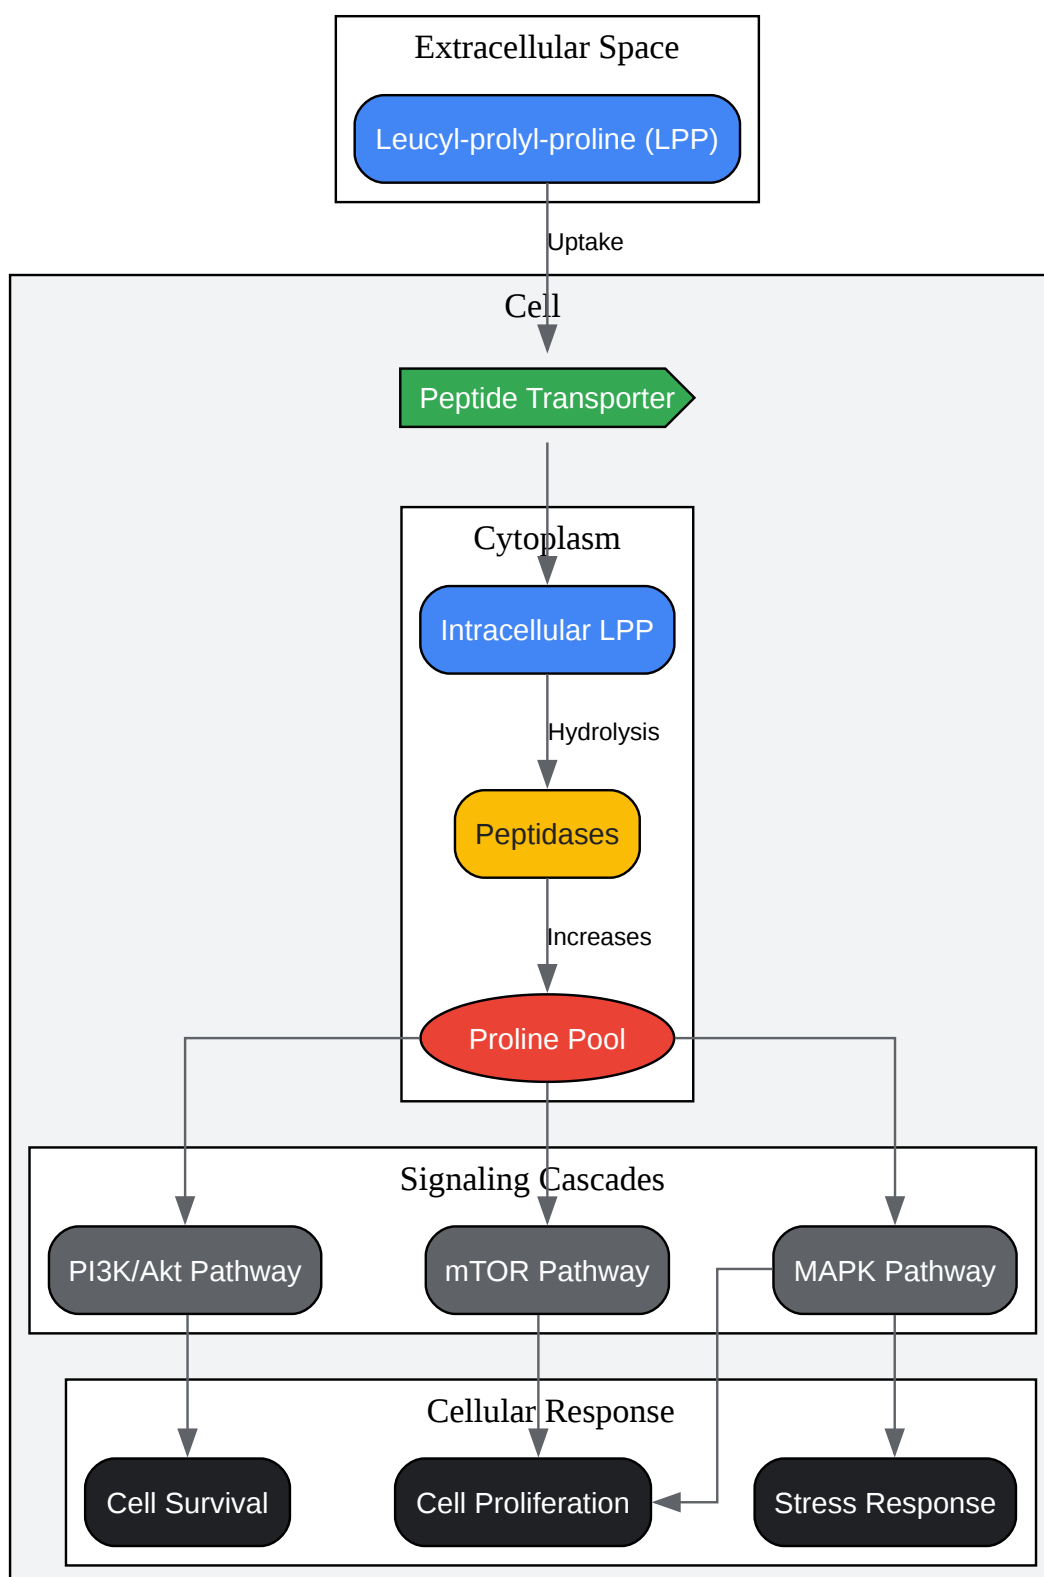 Extracellular Space
Leucyl-prolyl-proline (LPP)
Uptake
Cell
Peptide Transporter
Cytoplasm
Intracellular LPP
Hydrolysis
Peptidases
Increases
Proline Pool
Signaling Cascades
PI3K/Akt Pathway
mTOR Pathway
MAPK Pathway
Cellular Response
Cell Survival
Cell Proliferation
Stress Response